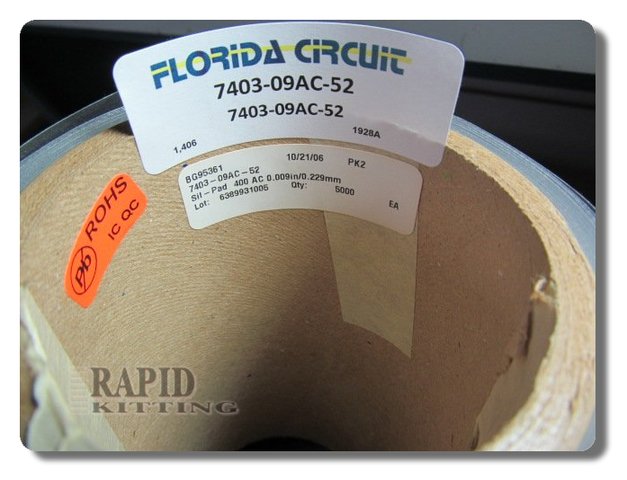 FLORIDA CIRCUIT
7403-09AC-52
7403-09AC-52
1,406 1928A
BG95361 10/21/06 PK2
7403-09AC-52
Sil-Pad 400 AC 0.009in/0.229mm
Lot: 6389931005 Qty: 5000 EA
Pb ROHS
IC QC
RAPID
KITTING